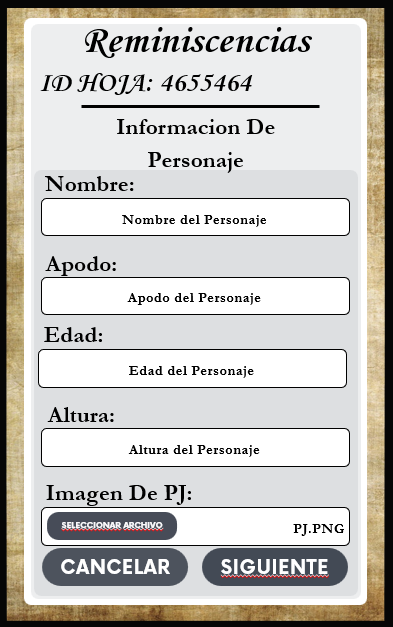 Reminiscencias
ID HOJA: 4655464
Informacion De
Personaje
Nombre:
Nombre del Personaje
Apodo:
Apodo del Personaje
Edad:
Edad del Personaje
Altura:
Altura del Personaje
Imagen De PJ:
SELECCIONAR ARCHIVO PJ.PNG
CANCELAR SIGUIENTE